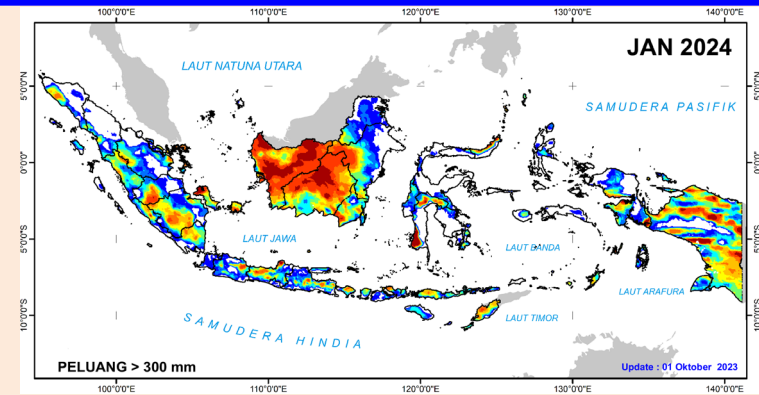 100°0'0"E 110°0'0"E 120°0'0"E 130°0'0"E 140°0'0"E
JAN 2024
LAUT NATUNA UTARA
5°0'0"N 5°0'0"N
SAMUDERA PASIFIK
0°0'0" 0°0'0"
LAUT JAWA
LAUT BANDA
5°0'0"S 5°0'0"S
LAUT ARAFURA
SAMUDERA HINDIA
LAUT TIMOR
10°0'0"S 10°0'0"S
PELUANG > 300 mm
Update : 01 Oktober 2023
100°0'0"E 110°0'0"E 120°0'0"E 130°0'0"E 140°0'0"E